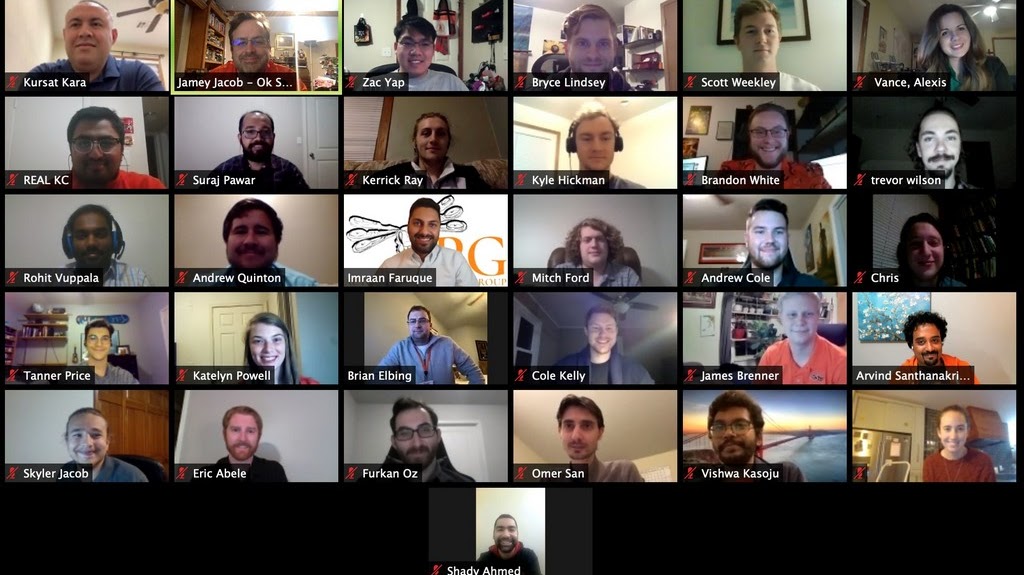 Kursat Kara
Jamey Jacob - Ok S...
Zac Yap
Bryce Lindsey
Scott Weekley
Vance, Alexis
REAL KC
Suraj Pawar
Kerrick Ray
Kyle Hickman
Brandon White
trevor wilson
Rohit Vuppala
Andrew Quinton
RG
ROUP
Imraan Faruque
Mitch Ford
Andrew Cole
Chris
Tanner Price
Katelyn Powell
Brian Elbing
Cole Kelly
James Brenner
Arvind Santhanakri...
Skyler Jacob
Eric Abele
Furkan Oz
Omer San
Vishwa Kasoju
Shady Ahmed